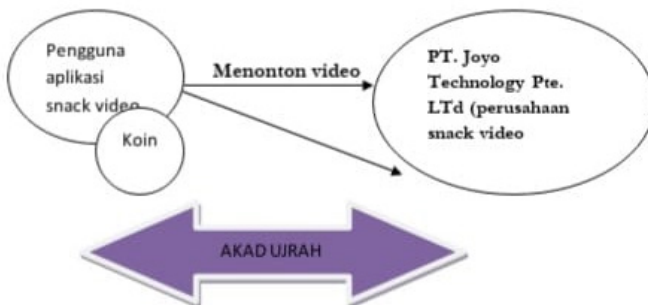 Pengguna
aplikasi
snack video
Koin
Menonton video
PT. Joyo
Technology Pte.
LTd (perusahaan
snack video
AKAD UJRAH